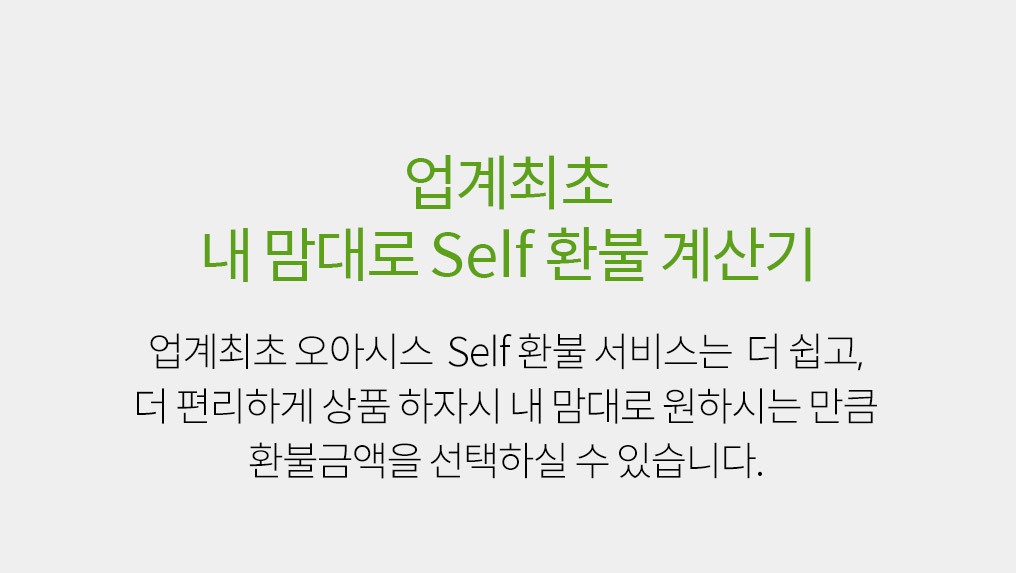 업계최초
내 맘대로 Self 환불 계산기
업계최초 오아시스 Self 환불 서비스는 더 쉽고,
더 편리하게 상품 하자시 내 맘대로 원하시는 만큼
환불금액을 선택하실 수 있습니다.